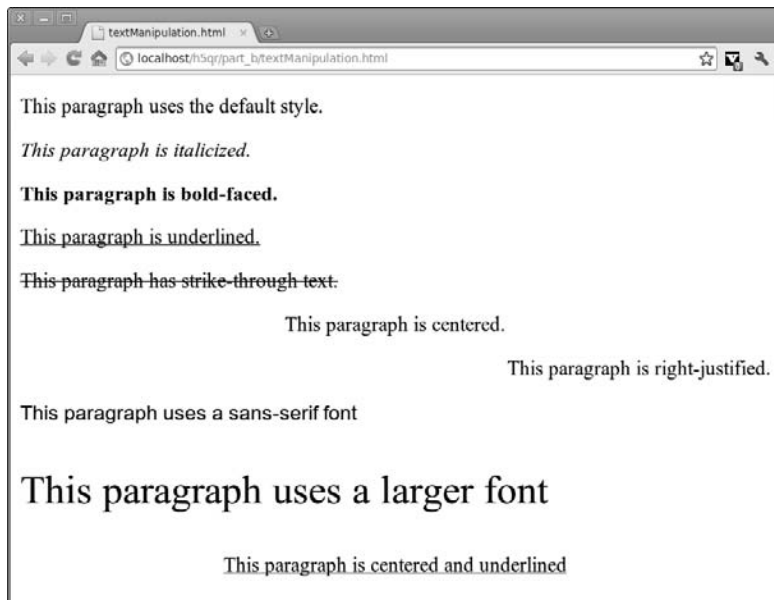 textManipulation.html
localhost/h5qr/part_b/textManipulation.html
This paragraph uses the default style.
This paragraph is italicized.
This paragraph is bold-faced.
This paragraph is underlined.
This paragraph has strike-through text.
This paragraph is centered.
This paragraph is right-justified.
This paragraph uses a sans-serif font
This paragraph uses a larger font
This paragraph is centered and underlined